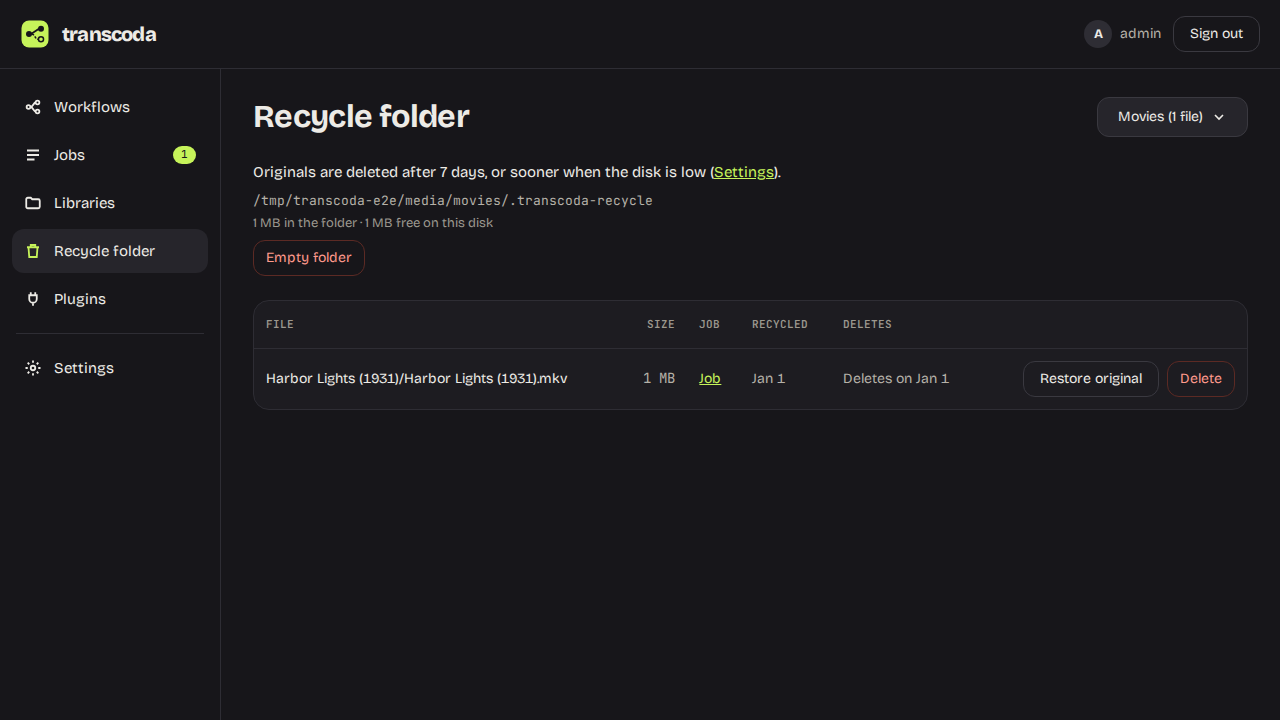 transcoda
A admin Sign out
Workflows
Jobs 1
Libraries
Recycle folder
Plugins
Settings
Recycle folder
Movies (1 file)
Originals are deleted after 7 days, or sooner when the disk is low (Settings).
/tmp/transcoda-e2e/media/movies/.transcoda-recycle
1 MB in the folder · 1 MB free on this disk
Empty folder
FILE SIZE JOB RECYCLED DELETES
Harbor Lights (1931)/Harbor Lights (1931).mkv 1 MB Job Jan 1 Deletes on Jan 1 Restore original Delete